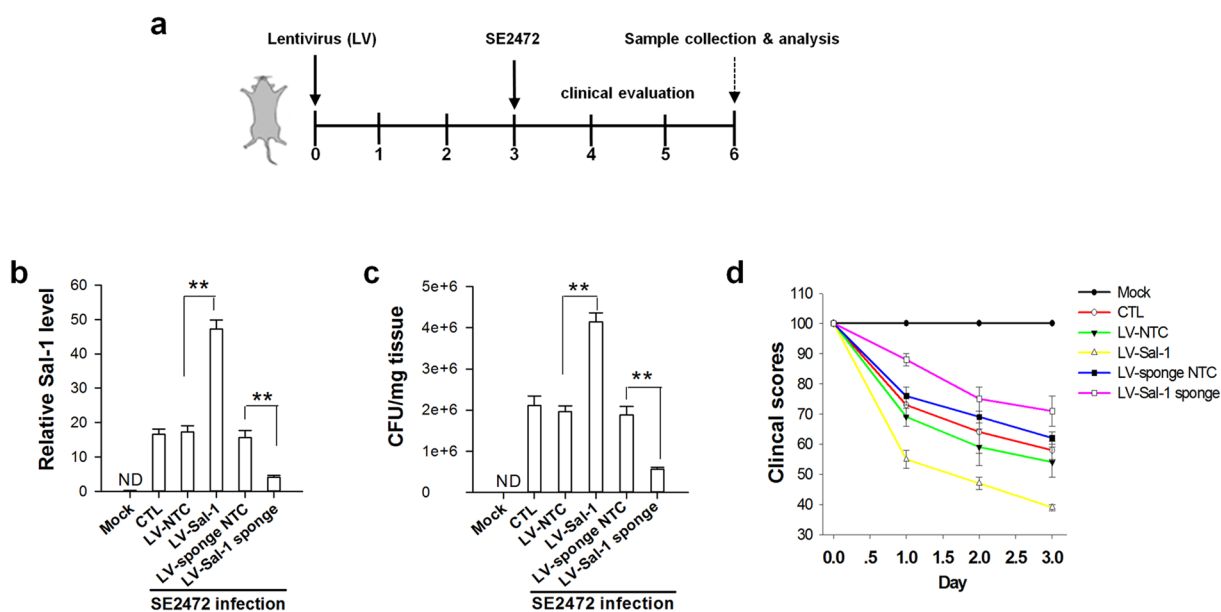 a
Lentivirus (LV)
SE2472
Sample collection & analysis
clinical evaluation
0 1 2 3 4 5 6
b
Relative Sal-1 level
60
50
40
30
20
10
0
ND
**
**
Mock
CTL
LV-NTC
LV-Sal-1
LV-sponge NTC
LV-Sal-1 sponge
SE2472 infection
c
CFU/mg tissue
5e+6
4e+6
3e+6
2e+6
1e+6
0
ND
**
**
Mock
CTL
LV-NTC
LV-Sal-1
LV-sponge NTC
LV-Sal-1 sponge
SE2472 infection
d
Clincal scores
110
100
90
80
70
60
50
40
30
0.0 .5 1.0 1.5 2.0 2.5 3.0
Day
Mock
CTL
LV-NTC
LV-Sal-1
LV-sponge NTC
LV-Sal-1 sponge